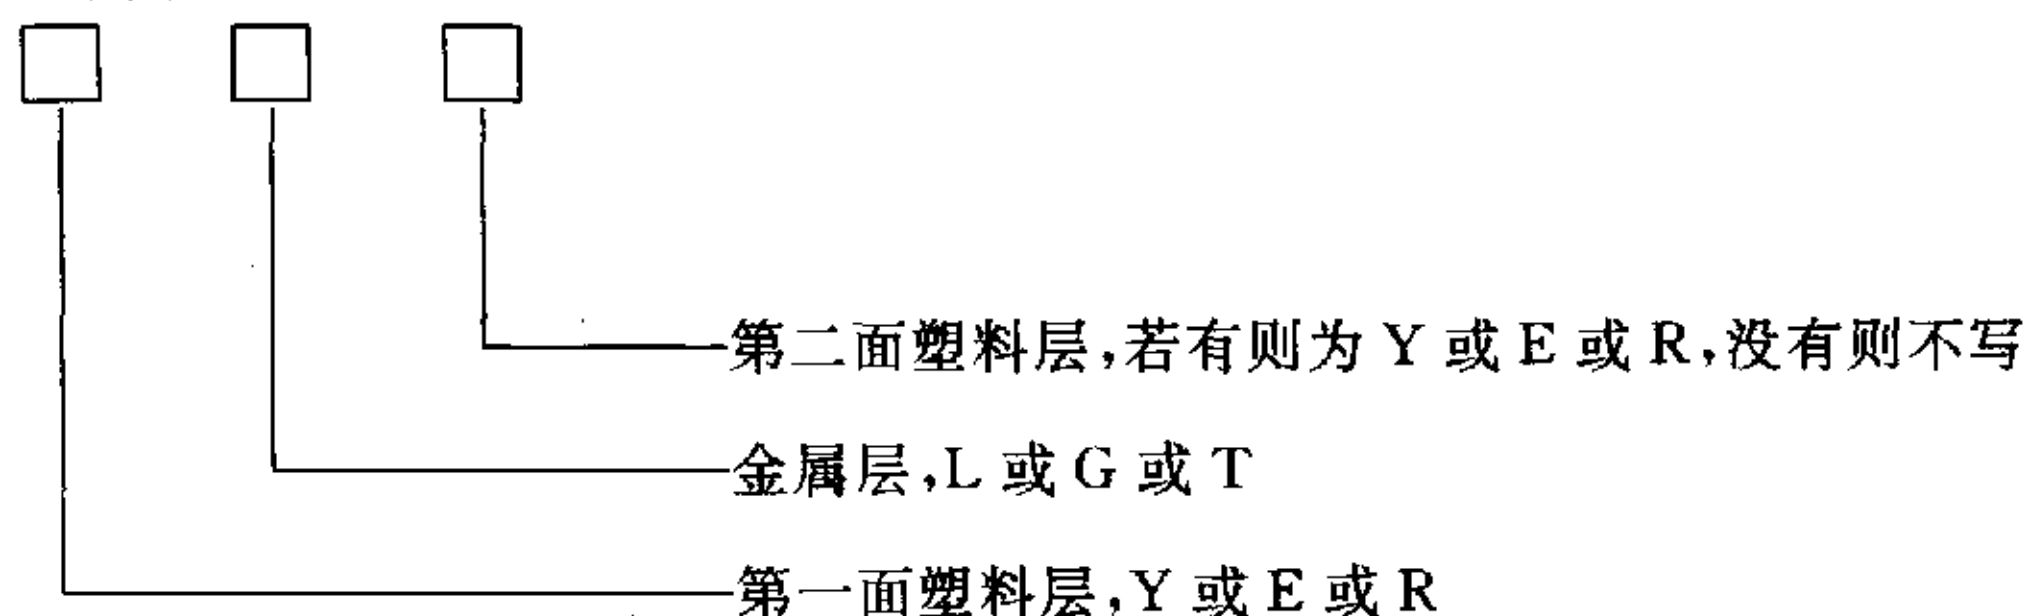 第二面塑料层,若有则为 Y 或 E 或 R,没有则不写
金属层,L 或 G 或 T
第一面塑料层,Y 或 E 或 R